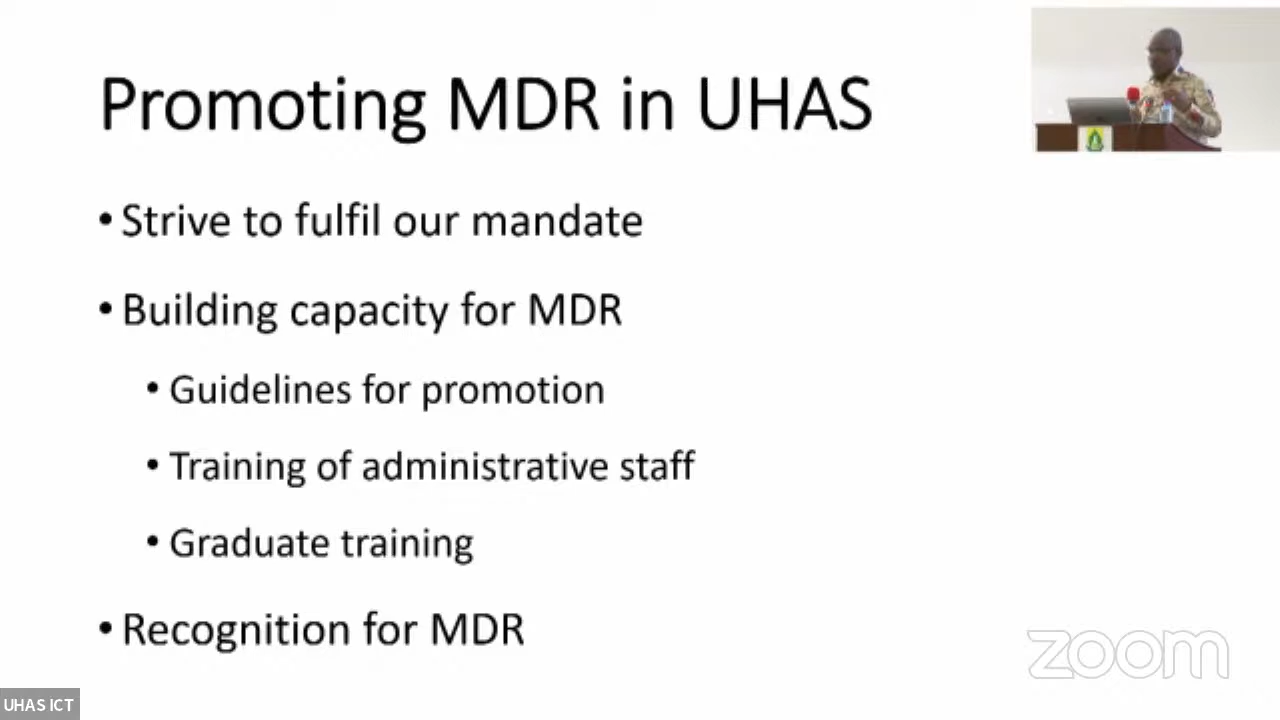 Promoting MDR in UHAS
• Strive to fulfil our mandate
• Building capacity for MDR
• Guidelines for promotion
• Training of administrative staff
• Graduate training
• Recognition for MDR
zoom
UHAS ICT